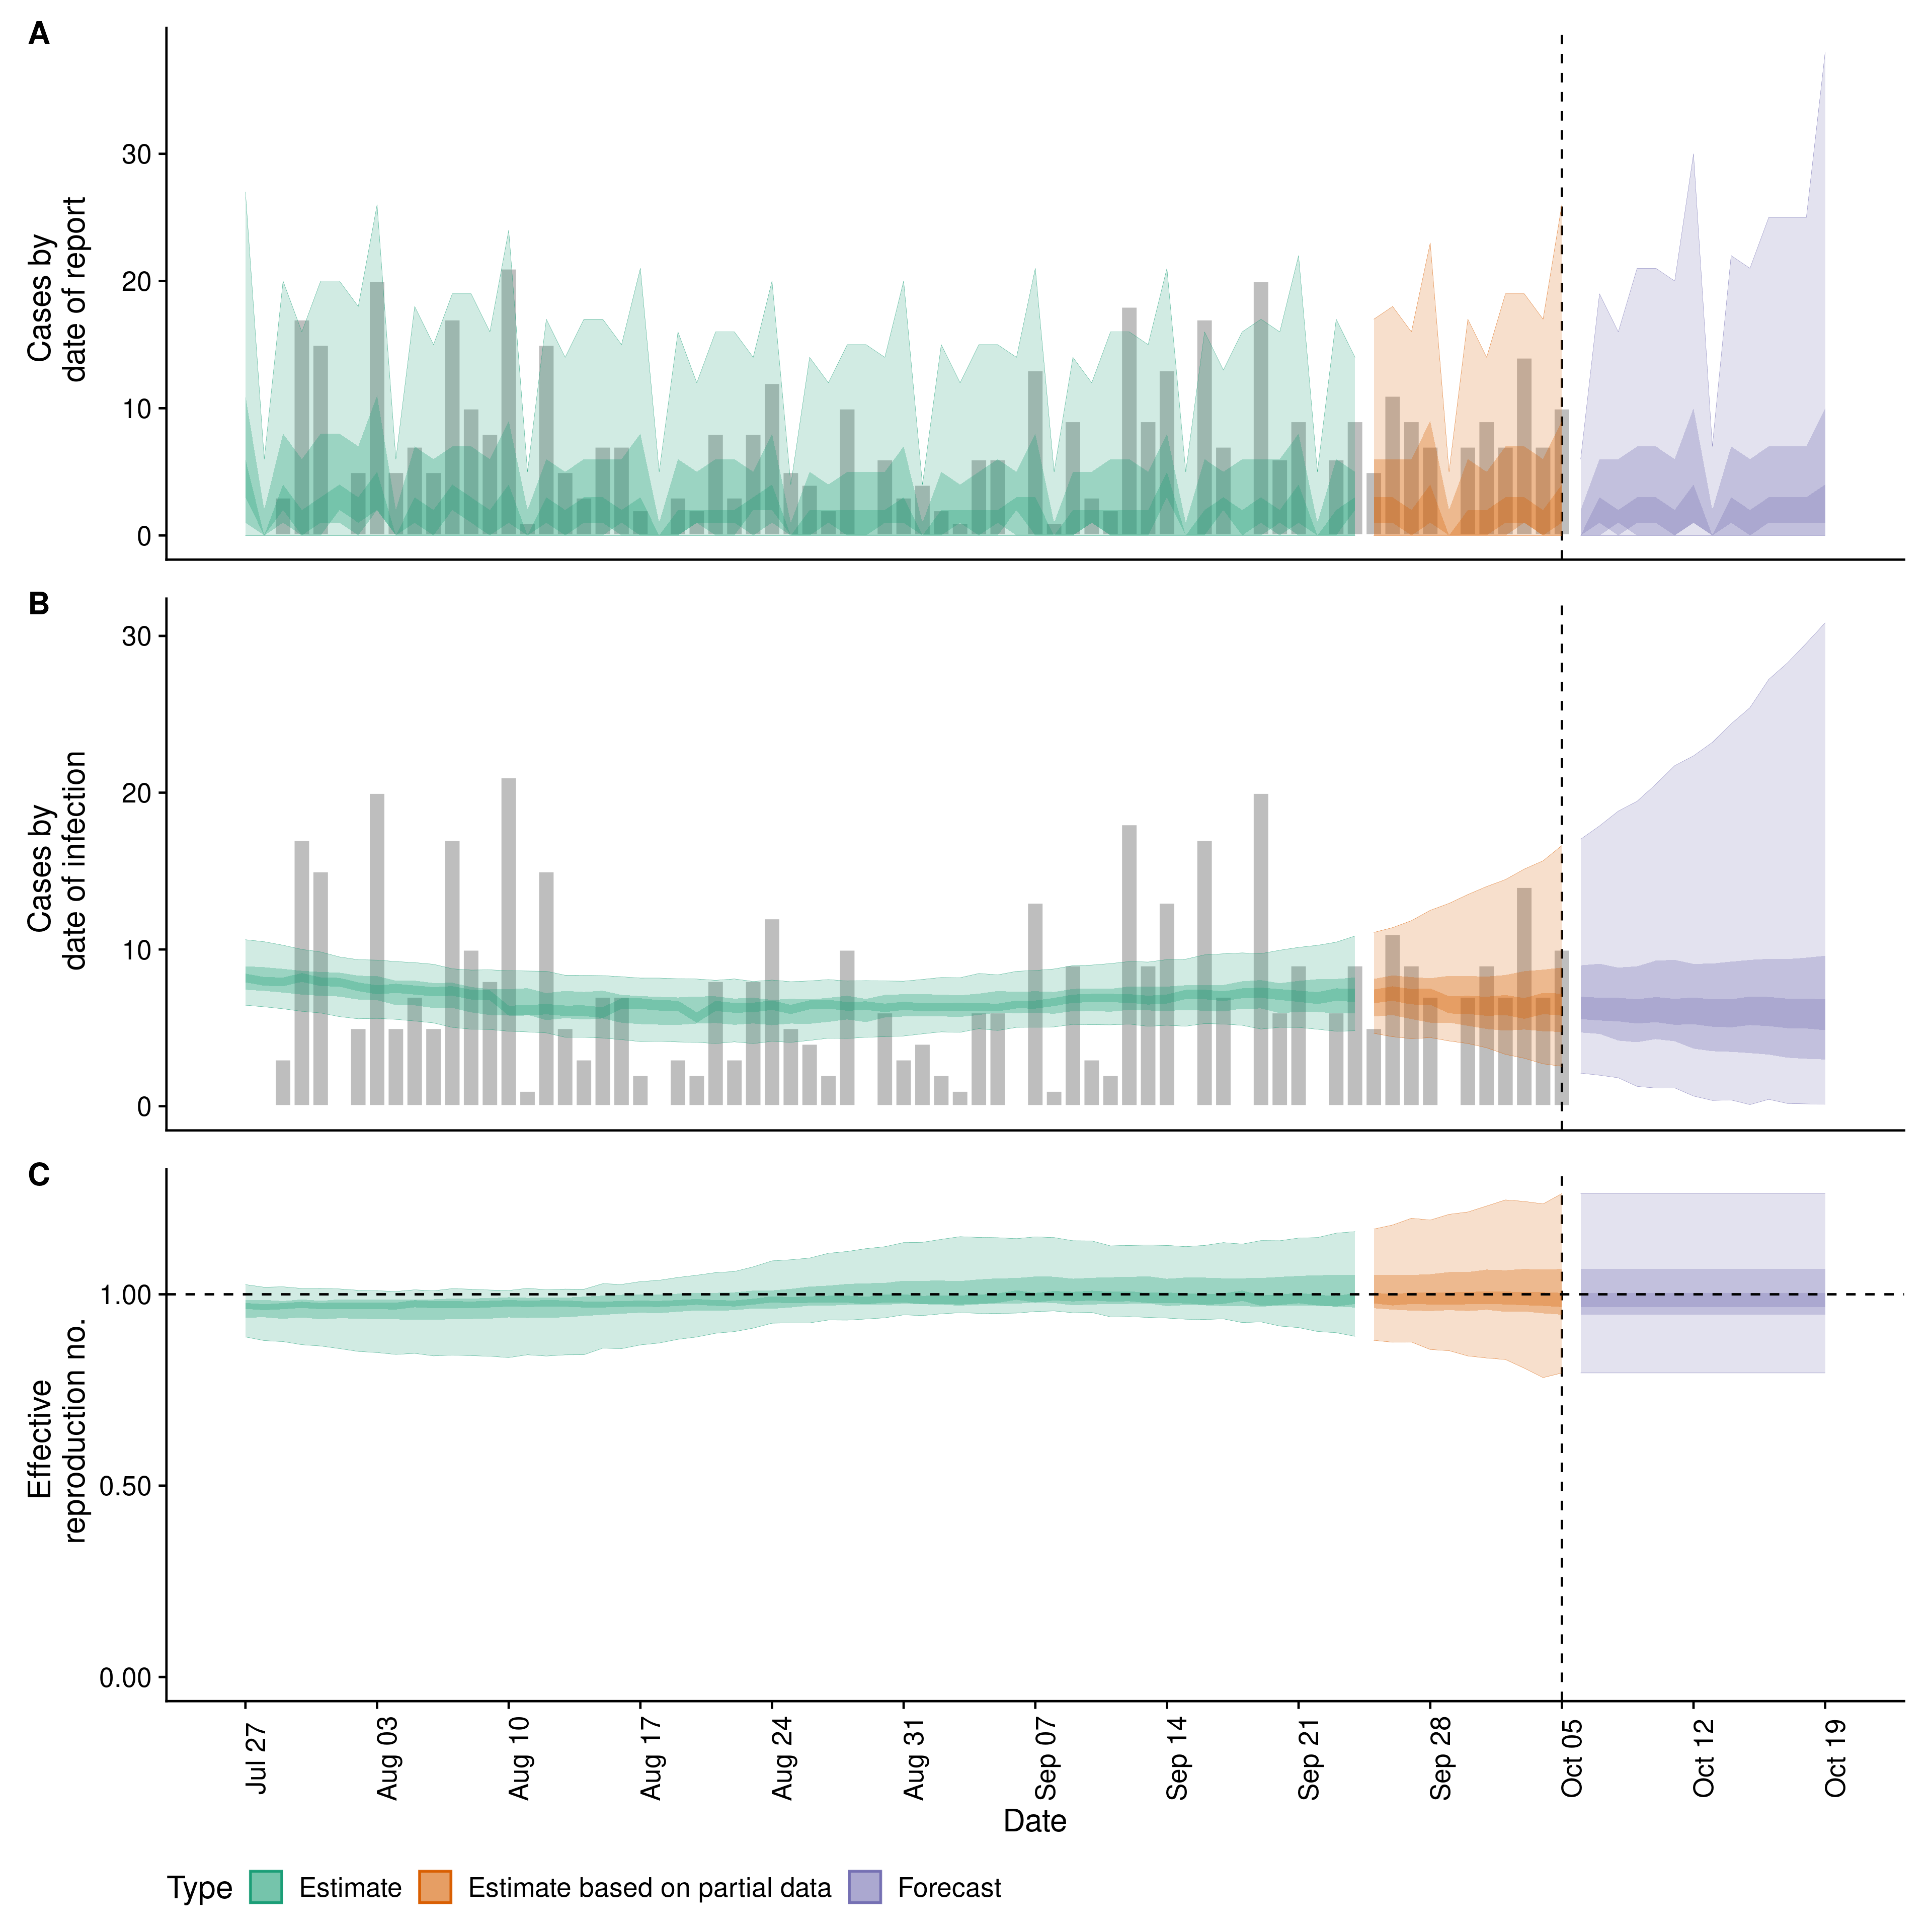 A
Cases by
date of report
30
20
10
0
B
Cases by
date of infection
30
20
10
0
C
Effective
reproduction no.
1.00
0.50
0.00
Jul 27
Aug 03
Aug 10
Aug 17
Aug 24
Aug 31
Sep 07
Sep 14
Sep 21
Sep 28
Oct 05
Oct 12
Oct 19
Date
Type Estimate Estimate based on partial data Forecast